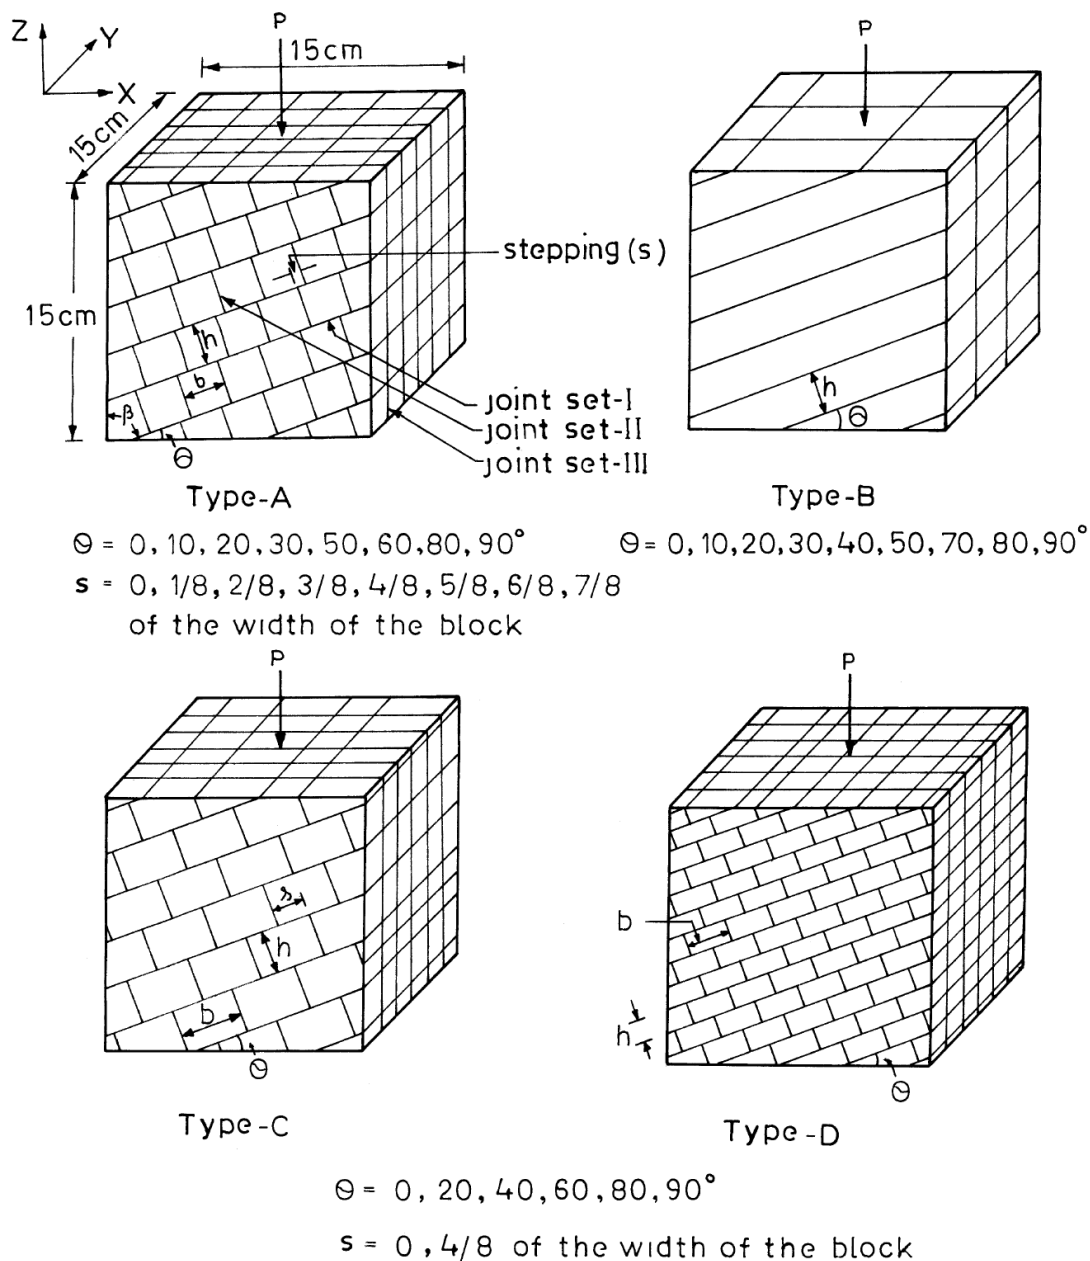 Z
Y
X
P
15cm
15cm
15cm
stepping (s)
h
b
β
θ
joint set-I
joint set-II
joint set-III
Type-A
P
h
θ
Type-B
θ = 0, 10, 20, 30, 50, 60, 80, 90°
θ = 0, 10, 20, 30, 40, 50, 70, 80, 90°
s = 0, 1/8, 2/8, 3/8, 4/8, 5/8, 6/8, 7/8
of the width of the block
P
s
h
b
θ
Type-C
P
b
h
θ
Type-D
θ = 0, 20, 40, 60, 80, 90°
s = 0, 4/8 of the width of the block